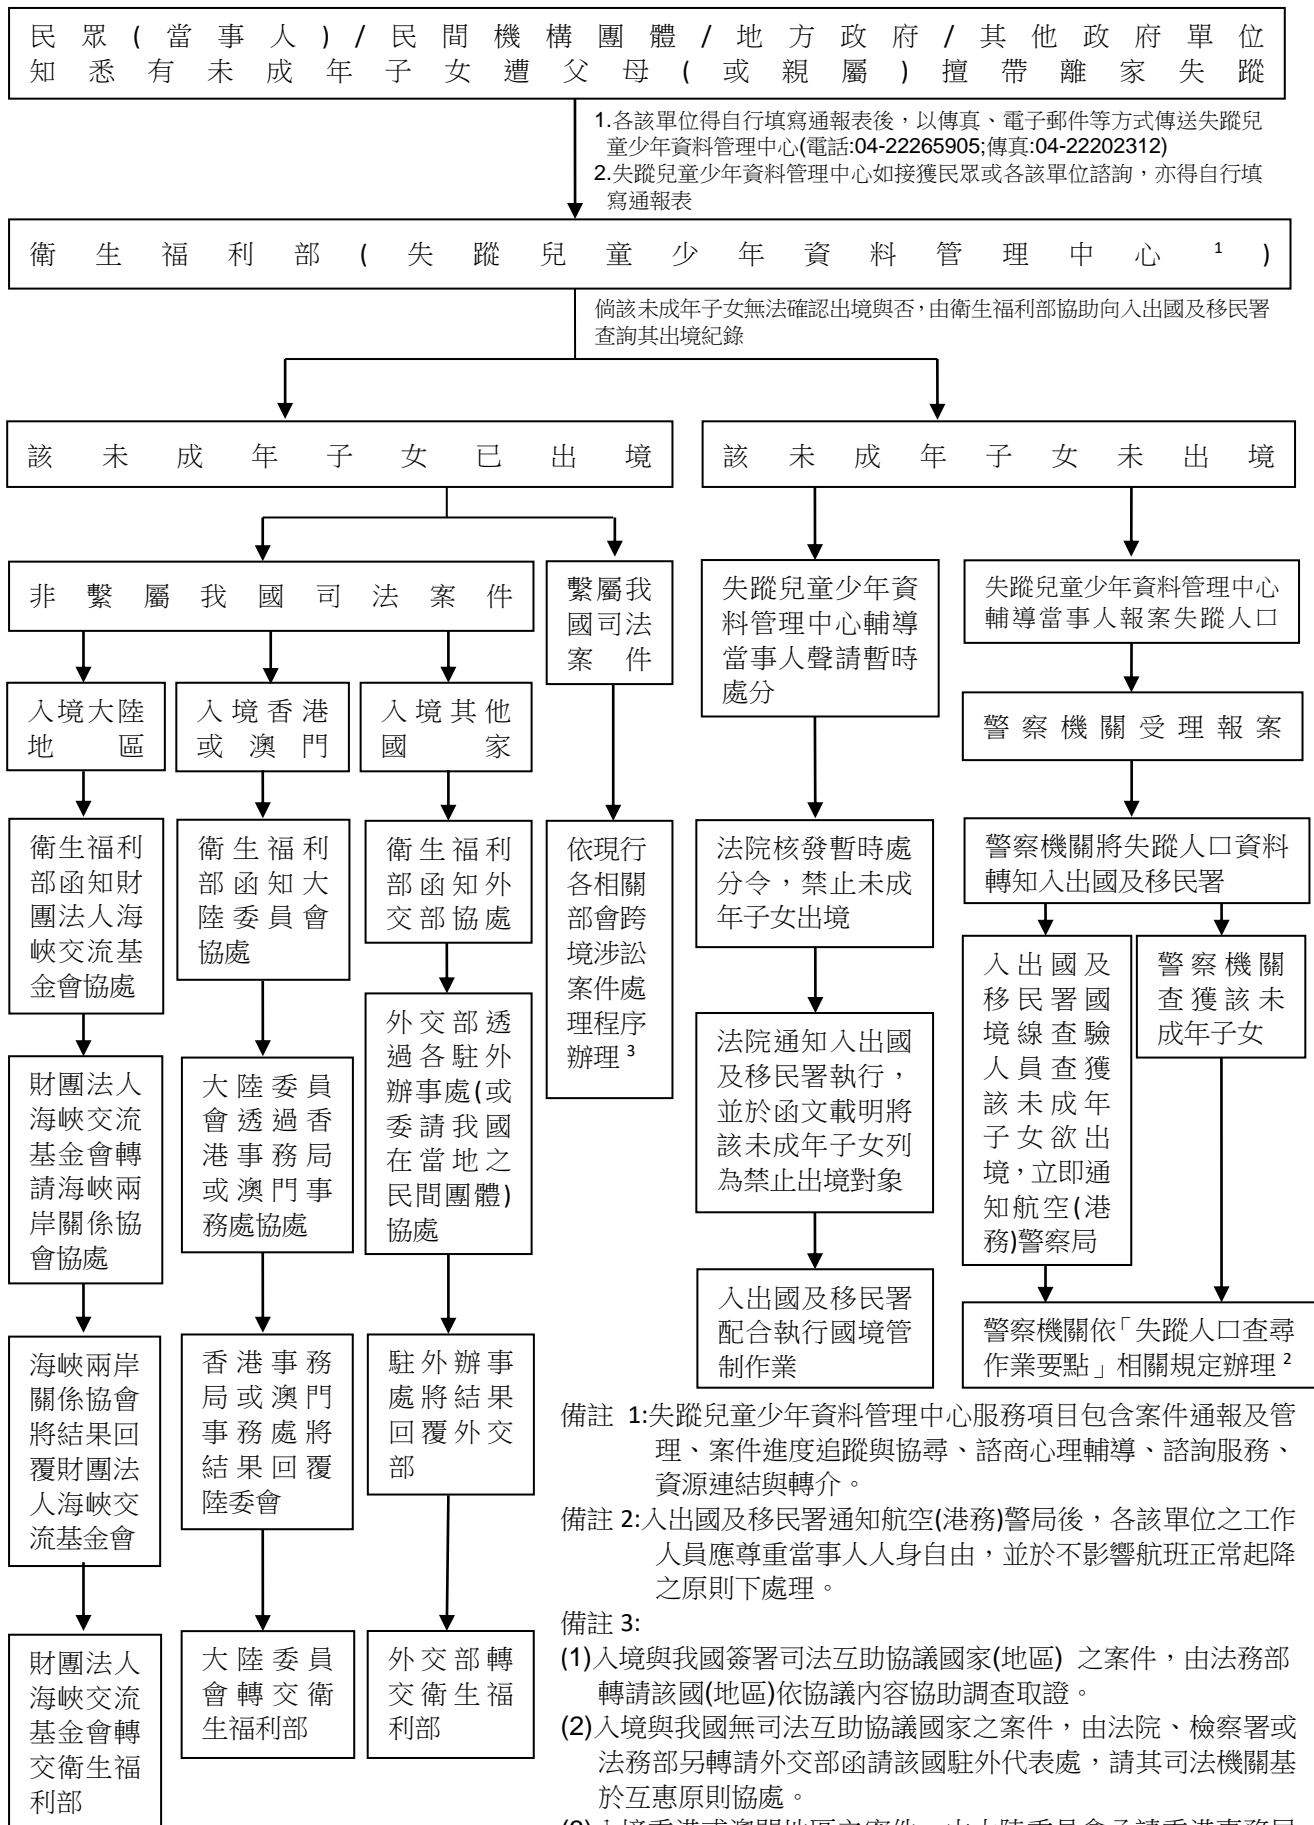 民眾(當事人)/民間機構團體/地方政府/其他政府單位
知悉有未成年子女遭父母(或親屬)擅帶離家失蹤
1.各該單位得自行填寫通報表後，以傳真、電子郵件等方式傳送失蹤兒
童少年資料管理中心(電話:04-22265905;傳真:04-22202312)
2.失蹤兒童少年資料管理中心如接獲民眾或各該單位諮詢，亦得自行填
寫通報表
衛生福利部(失蹤兒童少年資料管理中心1)
倘該未成年子女無法確認出境與否，由衛生福利部協助向入出國及移民署
查詢其出境紀錄
該未成年子女已出境
該未成年子女未出境
非繫屬我國司法案件
繫屬我
國司法
案件
失蹤兒童少年資
料管理中心輔導
當事人聲請暫時
處分
失蹤兒童少年資料管理中心
輔導當事人報案失蹤人口
入境大陸
地區
入境香港
或澳門
入境其他
國家
警察機關受理報案
衛生福利
部函知財
團法人海
峽交流基
金會協處
衛生福利
部函知大
陸委員會
協處
衛生福利
部函知外
交部協處
依現行
各相關
部會跨
境涉訟
案件處
理程序
辦理3
法院核發暫時處
分令，禁止未成
年子女出境
警察機關將失蹤人口資料
轉知入出國及移民署
入出國及
移民署國
境線查驗
人員查獲
該未成年
子女欲出
境，立即通
知航空(港
務)警察局
警察機關
查獲該未
成年子女
財團法人
海峽交流
基金會轉
請海峽兩
岸關係協
會協處
大陸委員
會透過香
港事務局
或澳門事
務處協處
外交部透
過各駐外
辦事處(或
委請我國
在當地之
民間團體)
協處
法院通知入出國
及移民署執行，
並於函文載明將
該未成年子女列
為禁止出境對象
入出國及移民署
配合執行國境管
制作業
警察機關依「失蹤人口查尋
作業要點」相關規定辦理2
海峽兩岸
關係協會
將結果回
覆財團法
人海峽交
流基金會
香港事務
局或澳門
事務處將
結果回覆
陸委會
駐外辦事
處將結果
回覆外交
部
財團法人
海峽交流
基金會轉
交衛生福
利部
大陸委員
會轉交衛
生福利部
外交部轉
交衛生福
利部
備註 1:失蹤兒童少年資料管理中心服務項目包含案件通報及管
理、案件進度追蹤與協尋、諮商心理輔導、諮詢服務、
資源連結與轉介。
備註 2:入出國及移民署通知航空(港務)警局後，各該單位之工作
人員應尊重當事人人身自由，並於不影響航班正常起降
之原則下處理。
備註 3:
(1)入境與我國簽署司法互助協議國家(地區) 之案件，由法務部
轉請該國(地區)依協議內容協助調查取證。
(2)入境與我國無司法互助協議國家之案件，由法院、檢察署或
法務部另轉請外交部函請該國駐外代表處，請其司法機關基
於互惠原則協處。